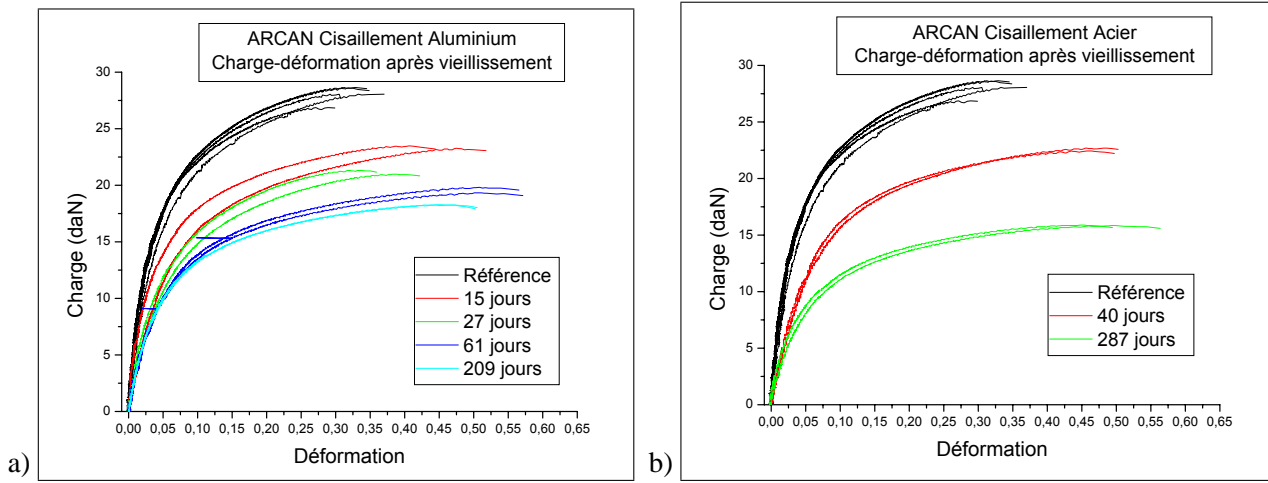 ARCAN Cisaillement Aluminium
Charge-déformation après vieillissement
30
25
20
15
10
5
0
Charge (daN)
Référence
15 jours
27 jours
61 jours
209 jours
0,00 0,05 0,10 0,15 0,20 0,25 0,30 0,35 0,40 0,45 0,50 0,55 0,60 0,65
Déformation
a)
ARCAN Cisaillement Acier
Charge-déformation après vieillissement
30
25
20
15
10
5
0
Charge (daN)
Référence
40 jours
287 jours
0,00 0,05 0,10 0,15 0,20 0,25 0,30 0,35 0,40 0,45 0,50 0,55 0,60 0,65
Déformation
b)